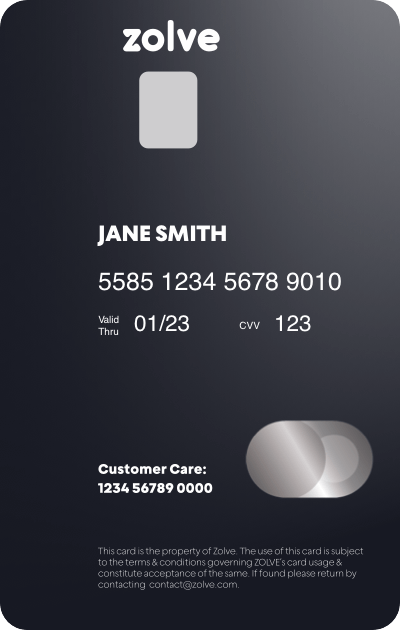 zolve
JANE SMITH
5585 1234 5678 9010
Valid Thru 01/23 CVV 123
Customer Care:
1234 56789 0000
This card is the property of Zolve. The use of this card is subject
to the terms & conditions governing ZOLVE's card usage &
constitute acceptance of the same. If found please return by
contacting contact@zolve.com.